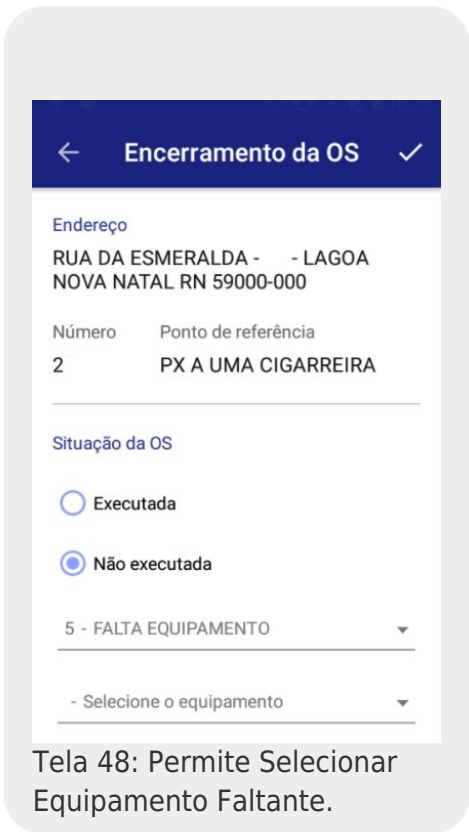 Encerramento da OS
Endereço
RUA DA ESMERALDA - - LAGOA
NOVA NATAL RN 59000-000
Número Ponto de referência
2 PX A UMA CIGARREIRA
Situação da OS
Executada
Não executada
5 - FALTA EQUIPAMENTO
- Selecione o equipamento
Tela 48: Permite Selecionar
Equipamento Faltante.